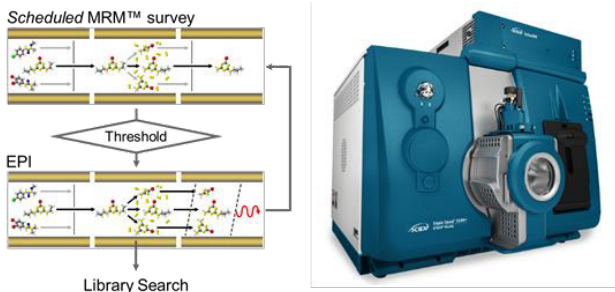 Scheduled MRM™ survey
Threshold
EPI
Library Search
SCIEX